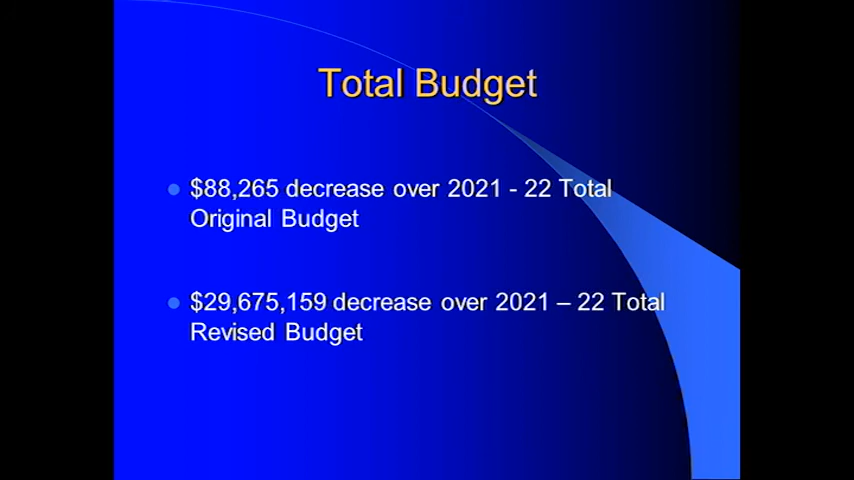 Total Budget
$88,265 decrease over 2021 - 22 Total
Original Budget
$29,675,159 decrease over 2021 – 22 Total
Revised Budget